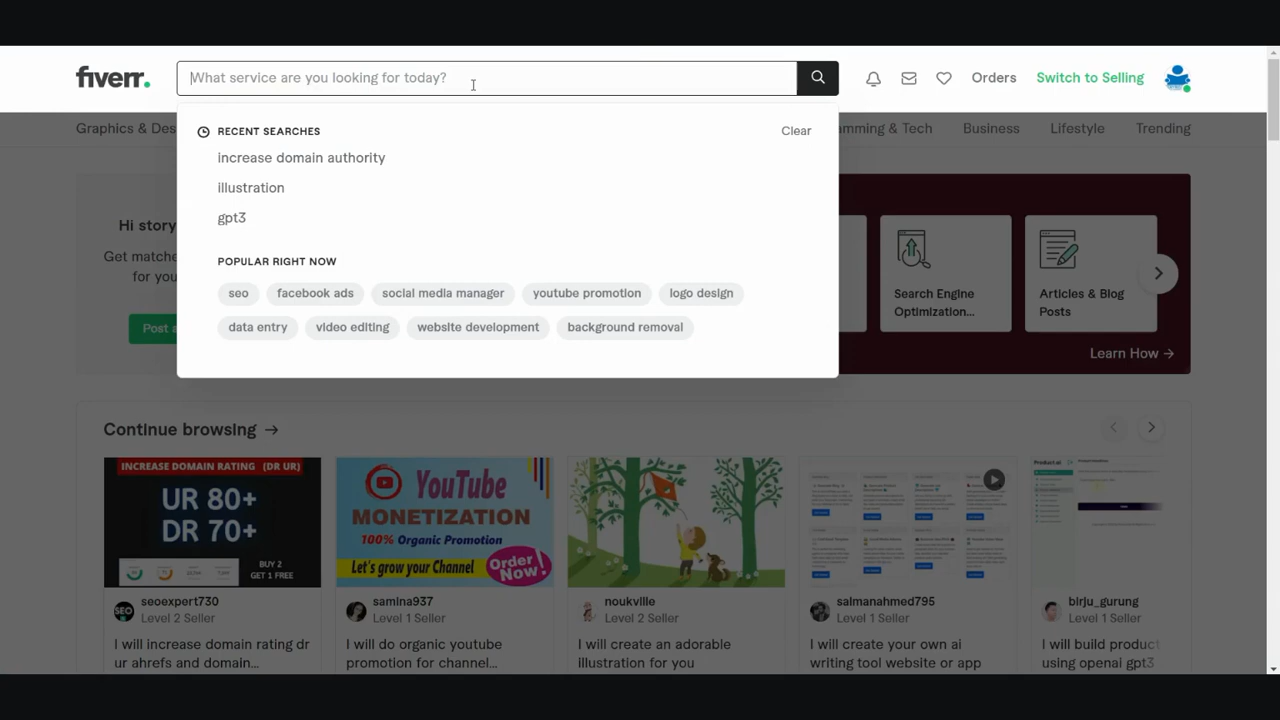 fiverr.
What service are you looking for today?
Orders
Switch to Selling
Graphics & Des
amming & Tech
Business
Lifestyle
Trending
RECENT SEARCHES
Clear
increase domain authority
illustration
gpt3
POPULAR RIGHT NOW
seo
facebook ads
social media manager
youtube promotion
logo design
data entry
video editing
website development
background removal
Hi story
Get matche
for you
Post a
Search Engine
Optimization...
Articles & Blog
Posts
Learn How →
Continue browsing →
INCREASE DOMAIN RATING (DR UR)
UR 80+
DR 70+
BUY 2
GET 1 FREE
SEO
seoexpert730
Level 2 Seller
I will increase domain rating dr
ur ahrefs and domain...
YouTube
MONETIZATION
100% Organic Promotion
Let's grow your Channel
Order
Now!
samina937
Level 1 Seller
I will do organic youtube
promotion for channel...
noukville
Level 2 Seller
I will create an adorable
illustration for you
salmanahmed795
Level 1 Seller
I will create your own ai
writing tool website or app
Product ai
birju_gurung
Level 1 Seller
I will build product
using openai gpt3